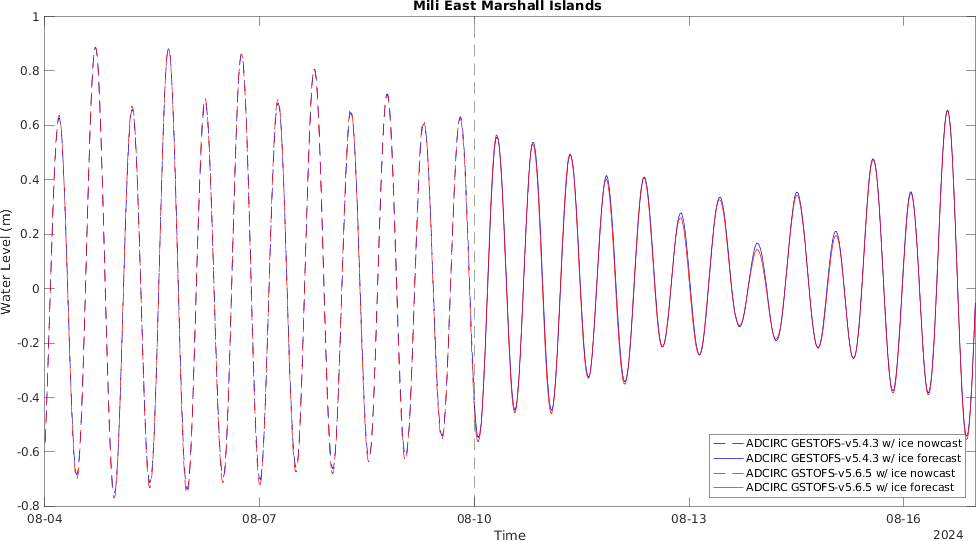 Mili East Marshall Islands
1
0.8
0.6
0.4
0.2
0
-0.2
-0.4
-0.6
-0.8
Water Level (m)
08-04
08-07
08-10
08-13
08-16
Time
2024
ADCIRC GESTOFS-v5.4.3 w/ ice nowcast
ADCIRC GESTOFS-v5.4.3 w/ ice forecast
ADCIRC GSTOFS-v5.6.5 w/ ice nowcast
ADCIRC GSTOFS-v5.6.5 w/ ice forecast